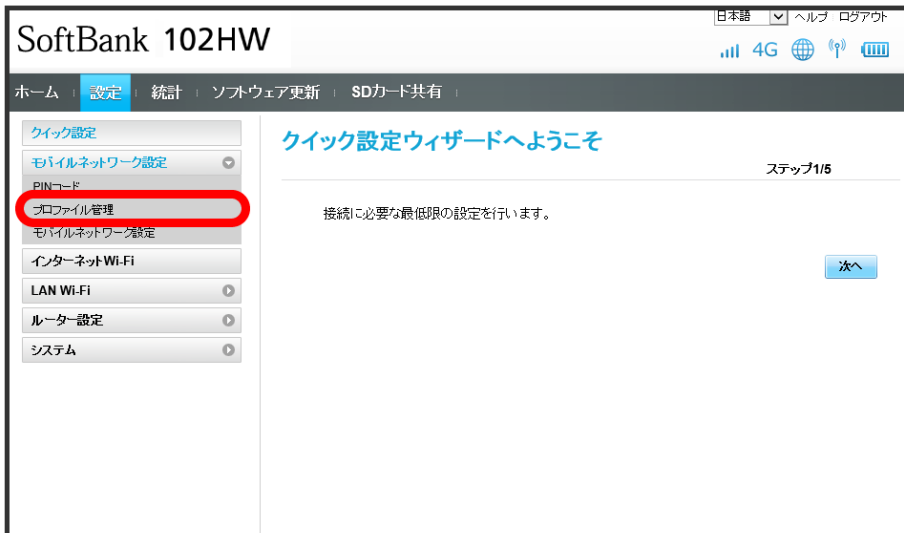 日本語 ヘルプ ログアウト
SoftBank 102HW
4G
ホーム 設定 統計 ソフトウェア更新 SDカード共有
クイック設定
モバイルネットワーク設定
PINコード
プロファイル管理
モバイルネットワーク設定
インターネットWi-Fi
LAN Wi-Fi
ルーター設定
システム
クイック設定ウィザードへようこそ
ステップ1/5
接続に必要な最低限の設定を行います。
次へ